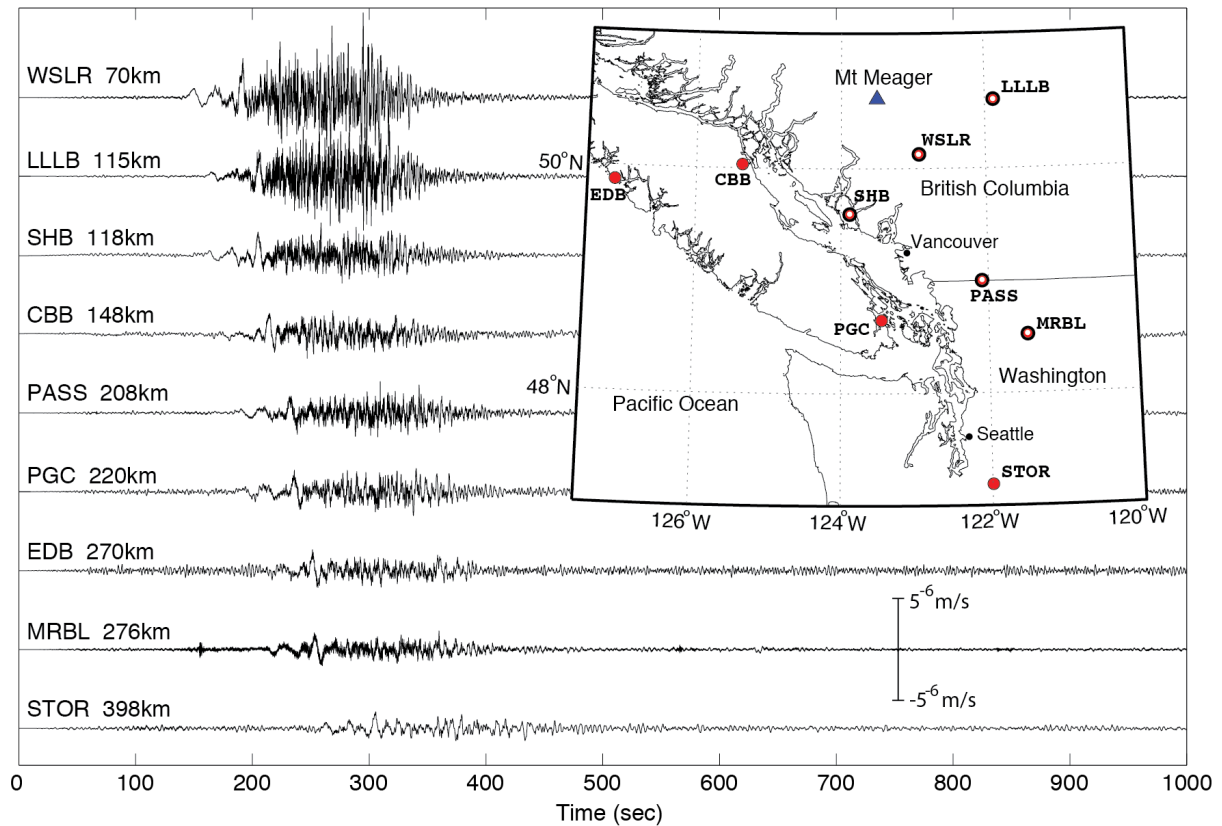 WSLR 70km
LLLB 115km
SHB 118km
CBB 148km
PASS 208km
PGC 220km
EDB 270km
MRBL 276km
STOR 398km
Mt Meager
LLLB
WSLR
50°N
CBB
EDB
British Columbia
SHB
Vancouver
PASS
PGC
MRBL
48°N
Washington
Pacific Ocean
Seattle
STOR
126°W
124°W
122°W
120°W
5⁻⁶ m/s
-5⁻⁶ m/s
0 100 200 300 400 500 600 700 800 900 1000
Time (sec)